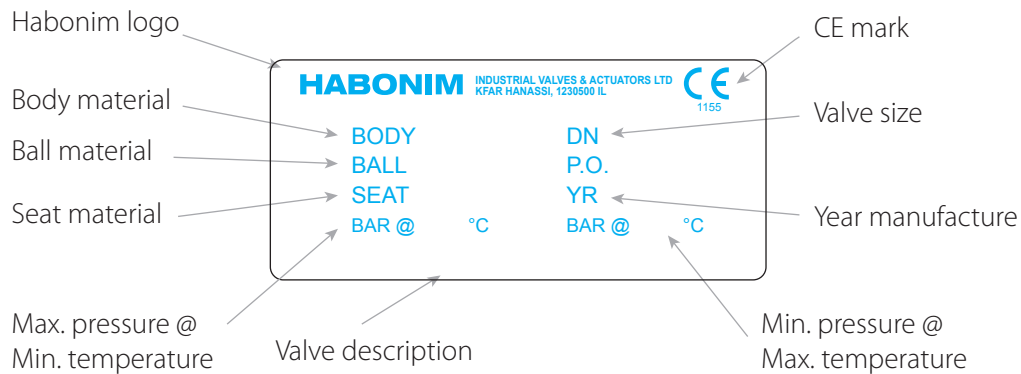 Habonim logo
CE mark
HABONIM INDUSTRIAL VALVES & ACTUATORS LTD
KFAR HANASSI, 1230500 IL
CE
1155
Body material
BODY DN
Valve size
Ball material
BALL P.O.
SEAT YR
Seat material
Year manufacture
BAR @ °C BAR @ °C
Max. pressure @
Min. temperature
Valve description
Min. pressure @
Max. temperature